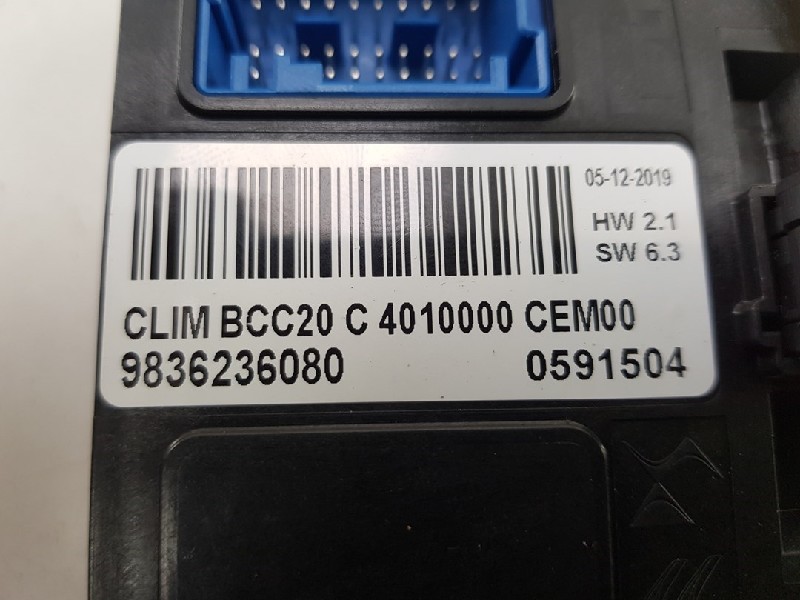 05-12-2019
HW 2.1
SW 6.3
CLIM BCC20 C 4010000 CEM00
9836236080 0591504